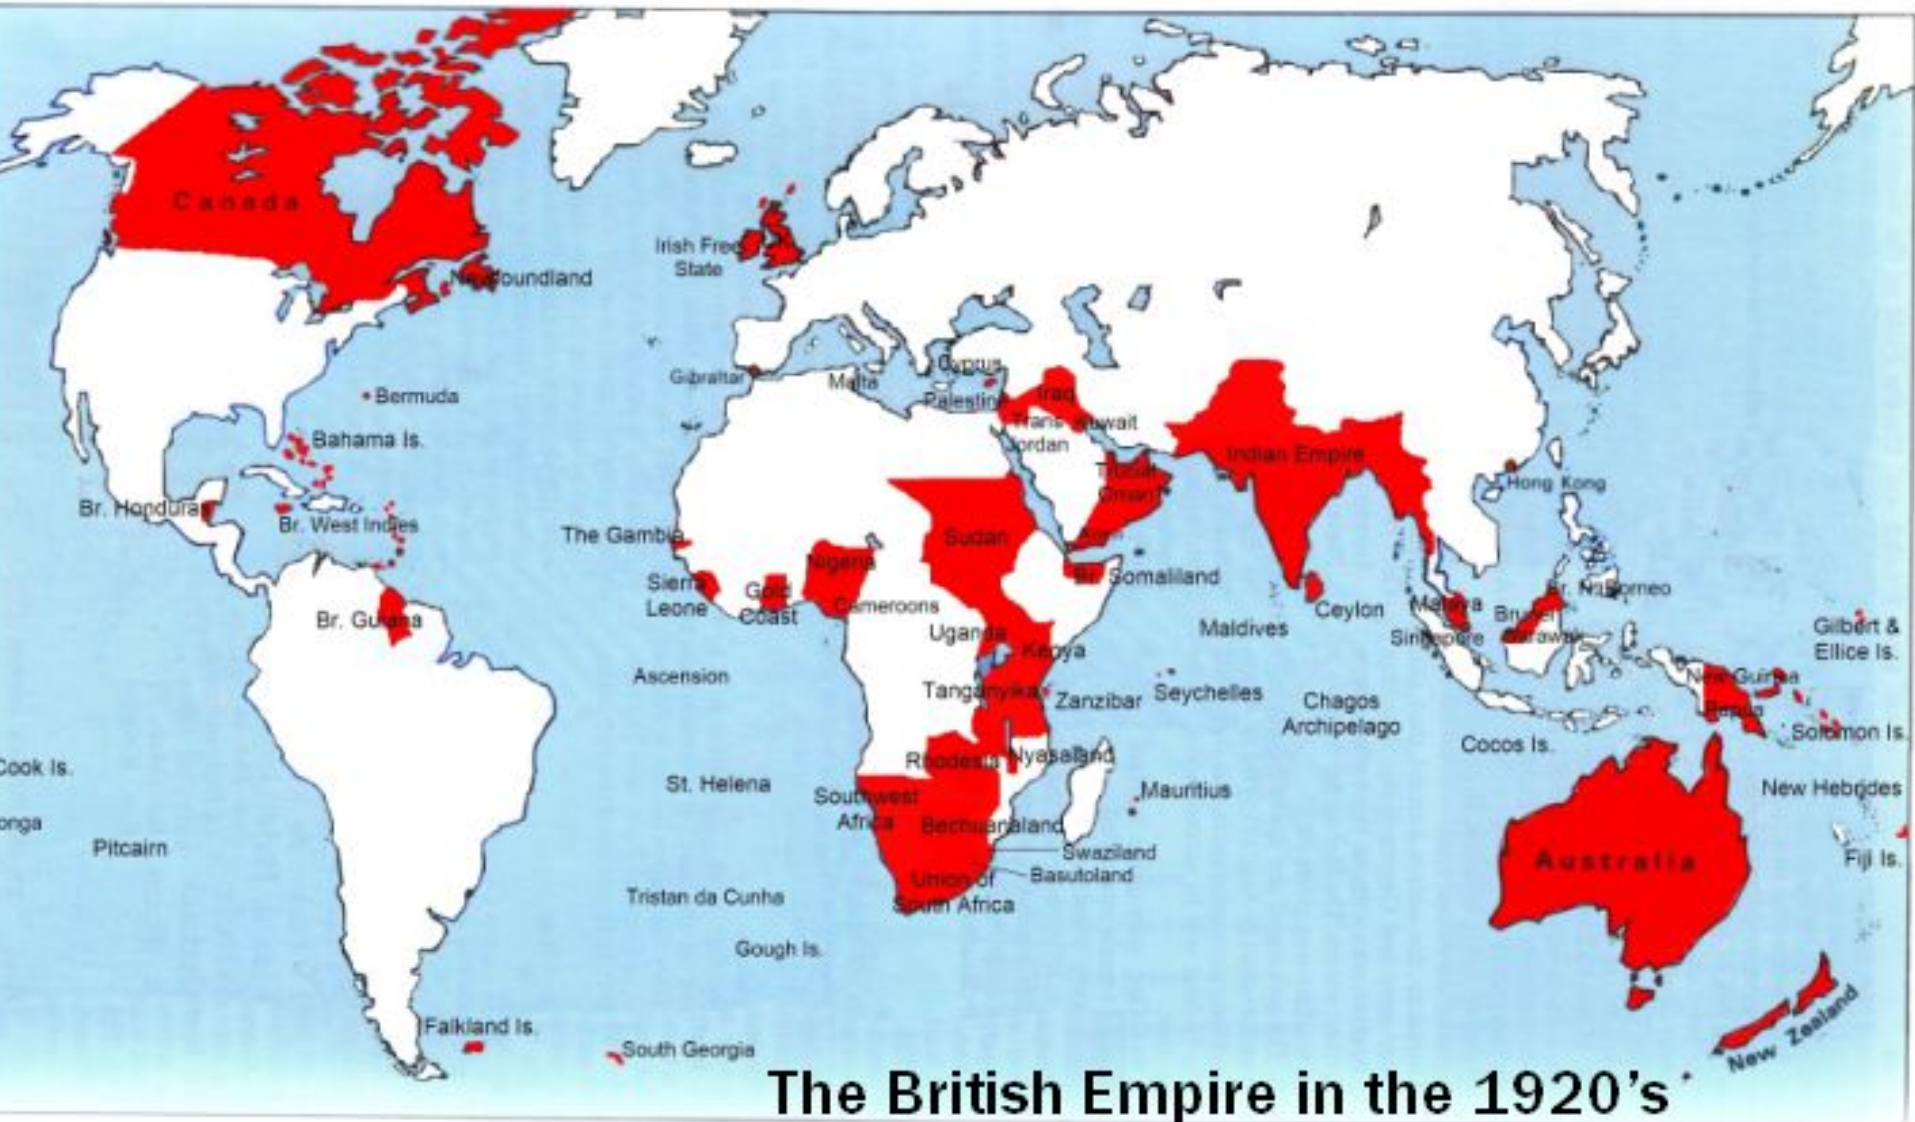 Canada
Newfoundland
Irish Free
State
Gibraltar
Malta
Cyprus
Palestine
Iraq
Trans
Jordan
Kuwait
Bermuda
Bahama Is.
Br. Honduras
Br. West Indies
Br. Guiana
The Gambia
Sierra
Leone
Gold
Coast
Nigeria
Cameroons
Sudan
Trucial
Oman
Aden
Br. Somaliland
Indian Empire
Hong Kong
Uganda
Kenya
Tanganyika
Zanzibar
Seychelles
Maldives
Ceylon
Malaya
Singapore
Brunei
Sarawak
Br. N. Borneo
Gilbert &
Ellice Is.
New Guinea
Papua
Solomon Is.
Ascension
Chagos
Archipelago
Cocos Is.
Cook Is.
onga
Pitcairn
St. Helena
Rhodesia
Nyasaland
Southwest
Africa
Bechuanaland
Mauritius
Swaziland
Basutoland
Union of
South Africa
New Hebrides
Fiji Is.
Australia
New Zealand
Tristan da Cunha
Gough Is.
Falkland Is.
South Georgia
The British Empire in the 1920’s